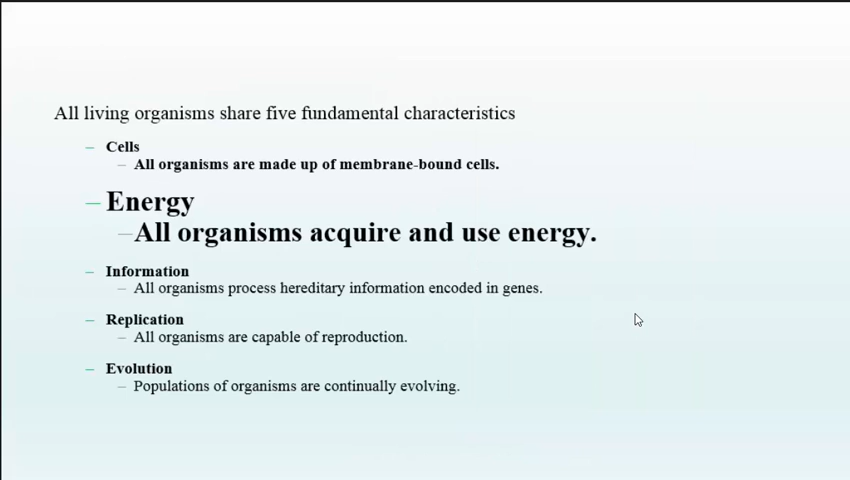 All living organisms share five fundamental characteristics
– Cells
– All organisms are made up of membrane-bound cells.
– Energy
– All organisms acquire and use energy.
– Information
– All organisms process hereditary information encoded in genes.
– Replication
– All organisms are capable of reproduction.
– Evolution
– Populations of organisms are continually evolving.